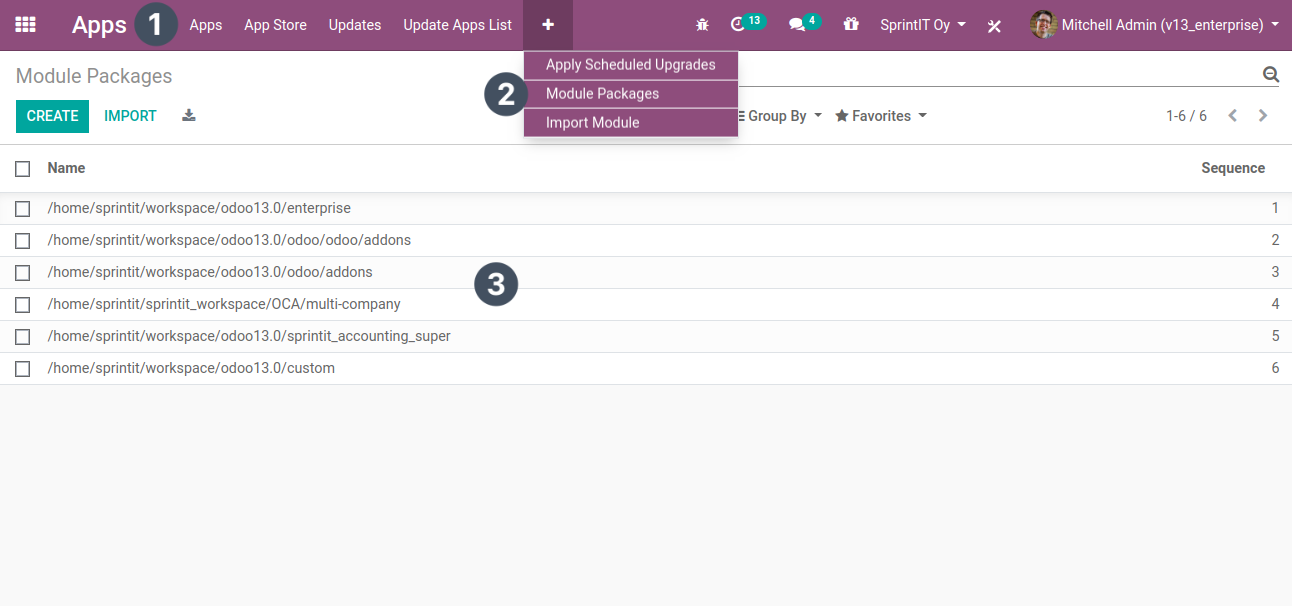 Apps 1 Apps App Store Updates Update Apps List + 13 4 SprintIT Oy Mitchell Admin (v13_enterprise)
Apply Scheduled Upgrades
Module Packages
2 Module Packages
CREATE IMPORT Group By Favorites 1-6 / 6
Import Module
Name Sequence
/home/sprintit/workspace/odoo13.0/enterprise 1
/home/sprintit/workspace/odoo13.0/odoo/odoo/addons 2
/home/sprintit/workspace/odoo13.0/odoo/addons 3
3
/home/sprintit/sprintit_workspace/OCA/multi-company 4
/home/sprintit/workspace/odoo13.0/sprintit_accounting_super 5
/home/sprintit/workspace/odoo13.0/custom 6